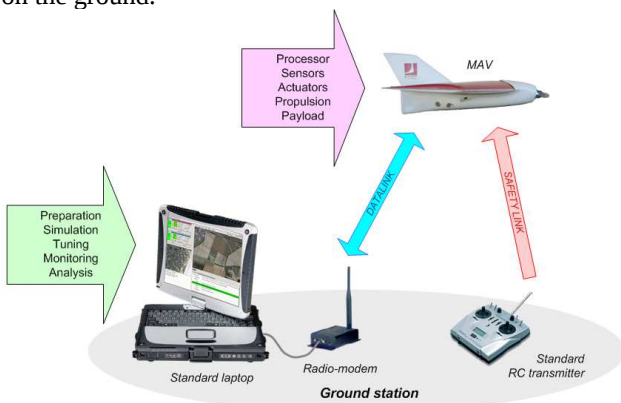 on the ground.
Processor
Sensors
Actuators
Propulsion
Payload
MAV
DATALINK
SAFETY LINK
Preparation
Simulation
Tuning
Monitoring
Analysis
Standard laptop
Radio-modem
Standard
RC transmitter
Ground station